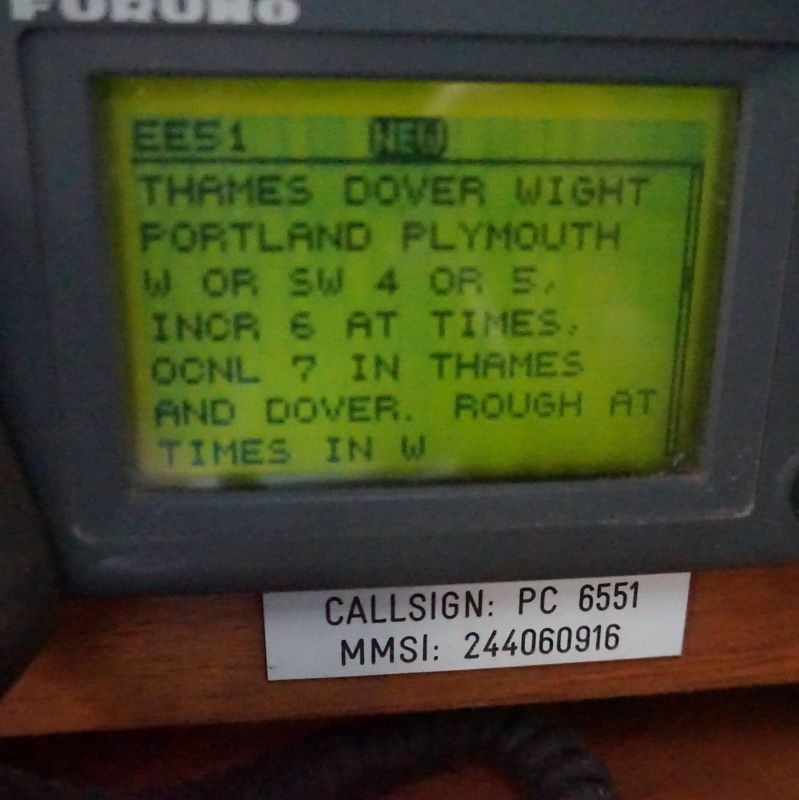 FURUNO
EE51 NEW
THAMES DOVER WIGHT
PORTLAND PLYMOUTH
W OR SW 4 OR 5,
INCR 6 AT TIMES,
OCNL 7 IN THAMES
AND DOVER. ROUGH AT
TIMES IN W
CALLSIGN: PC 6551
MMSI: 244060916